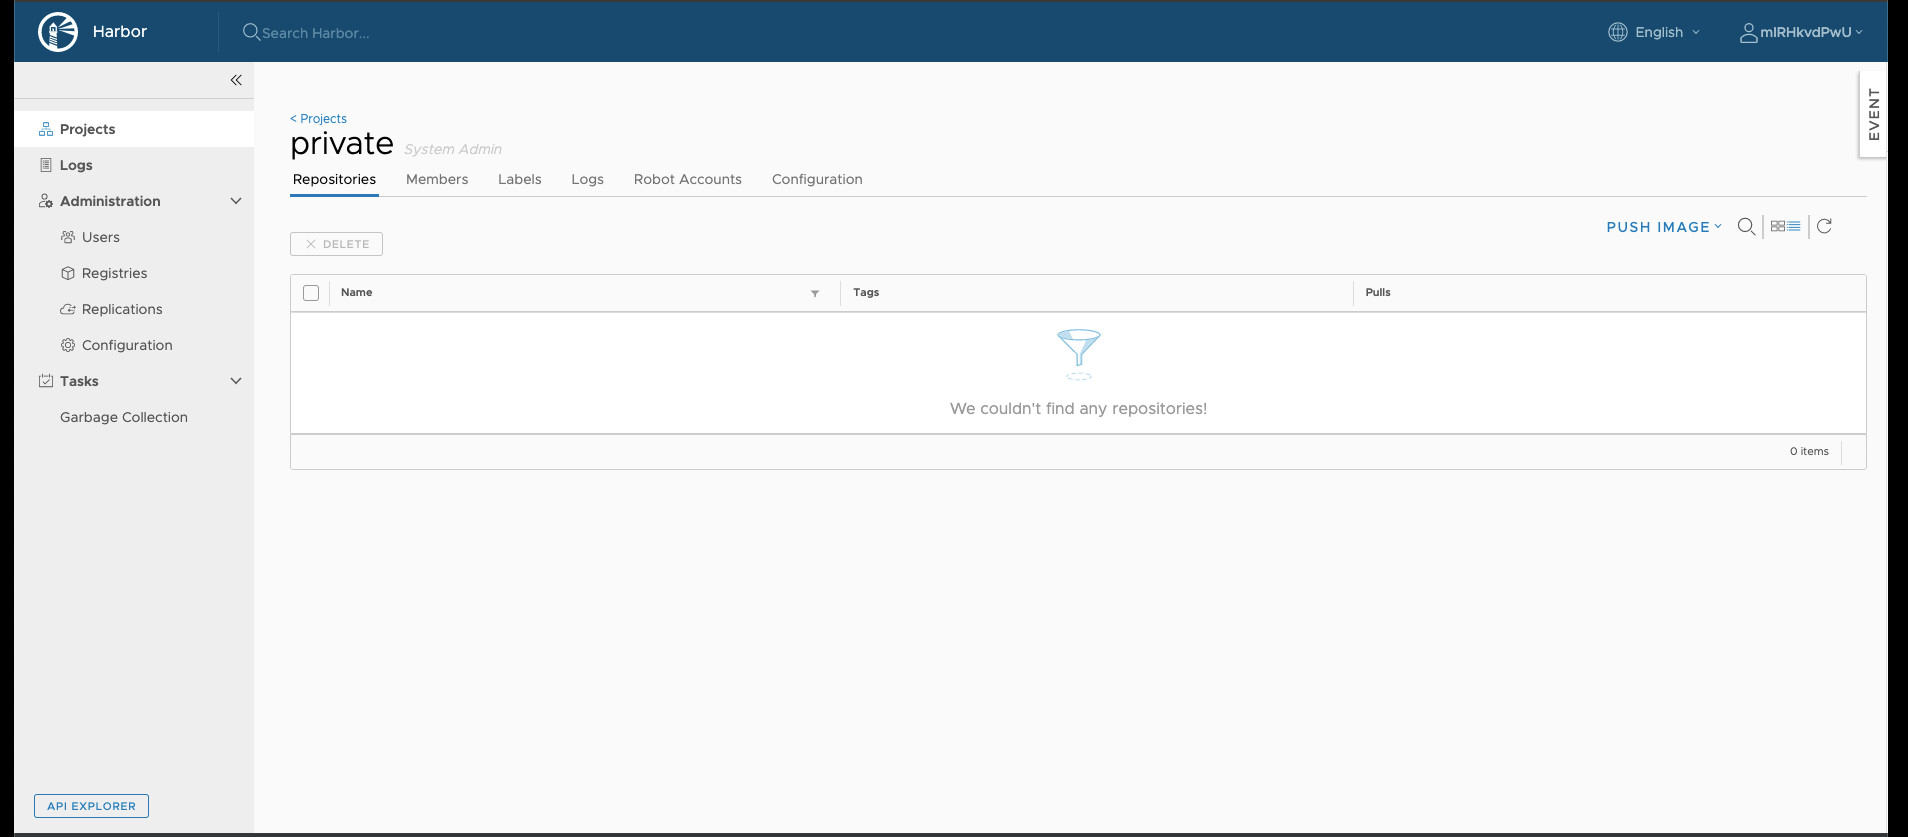 Harbor
Search Harbor...
English
mIRHkvdPwU
EVENT
Projects
Logs
Administration
Users
Registries
Replications
Configuration
Tasks
Garbage Collection
API EXPLORER
< Projects
private System Admin
Repositories Members Labels Logs Robot Accounts Configuration
PUSH IMAGE
DELETE
Name Tags Pulls
We couldn't find any repositories!
0 items